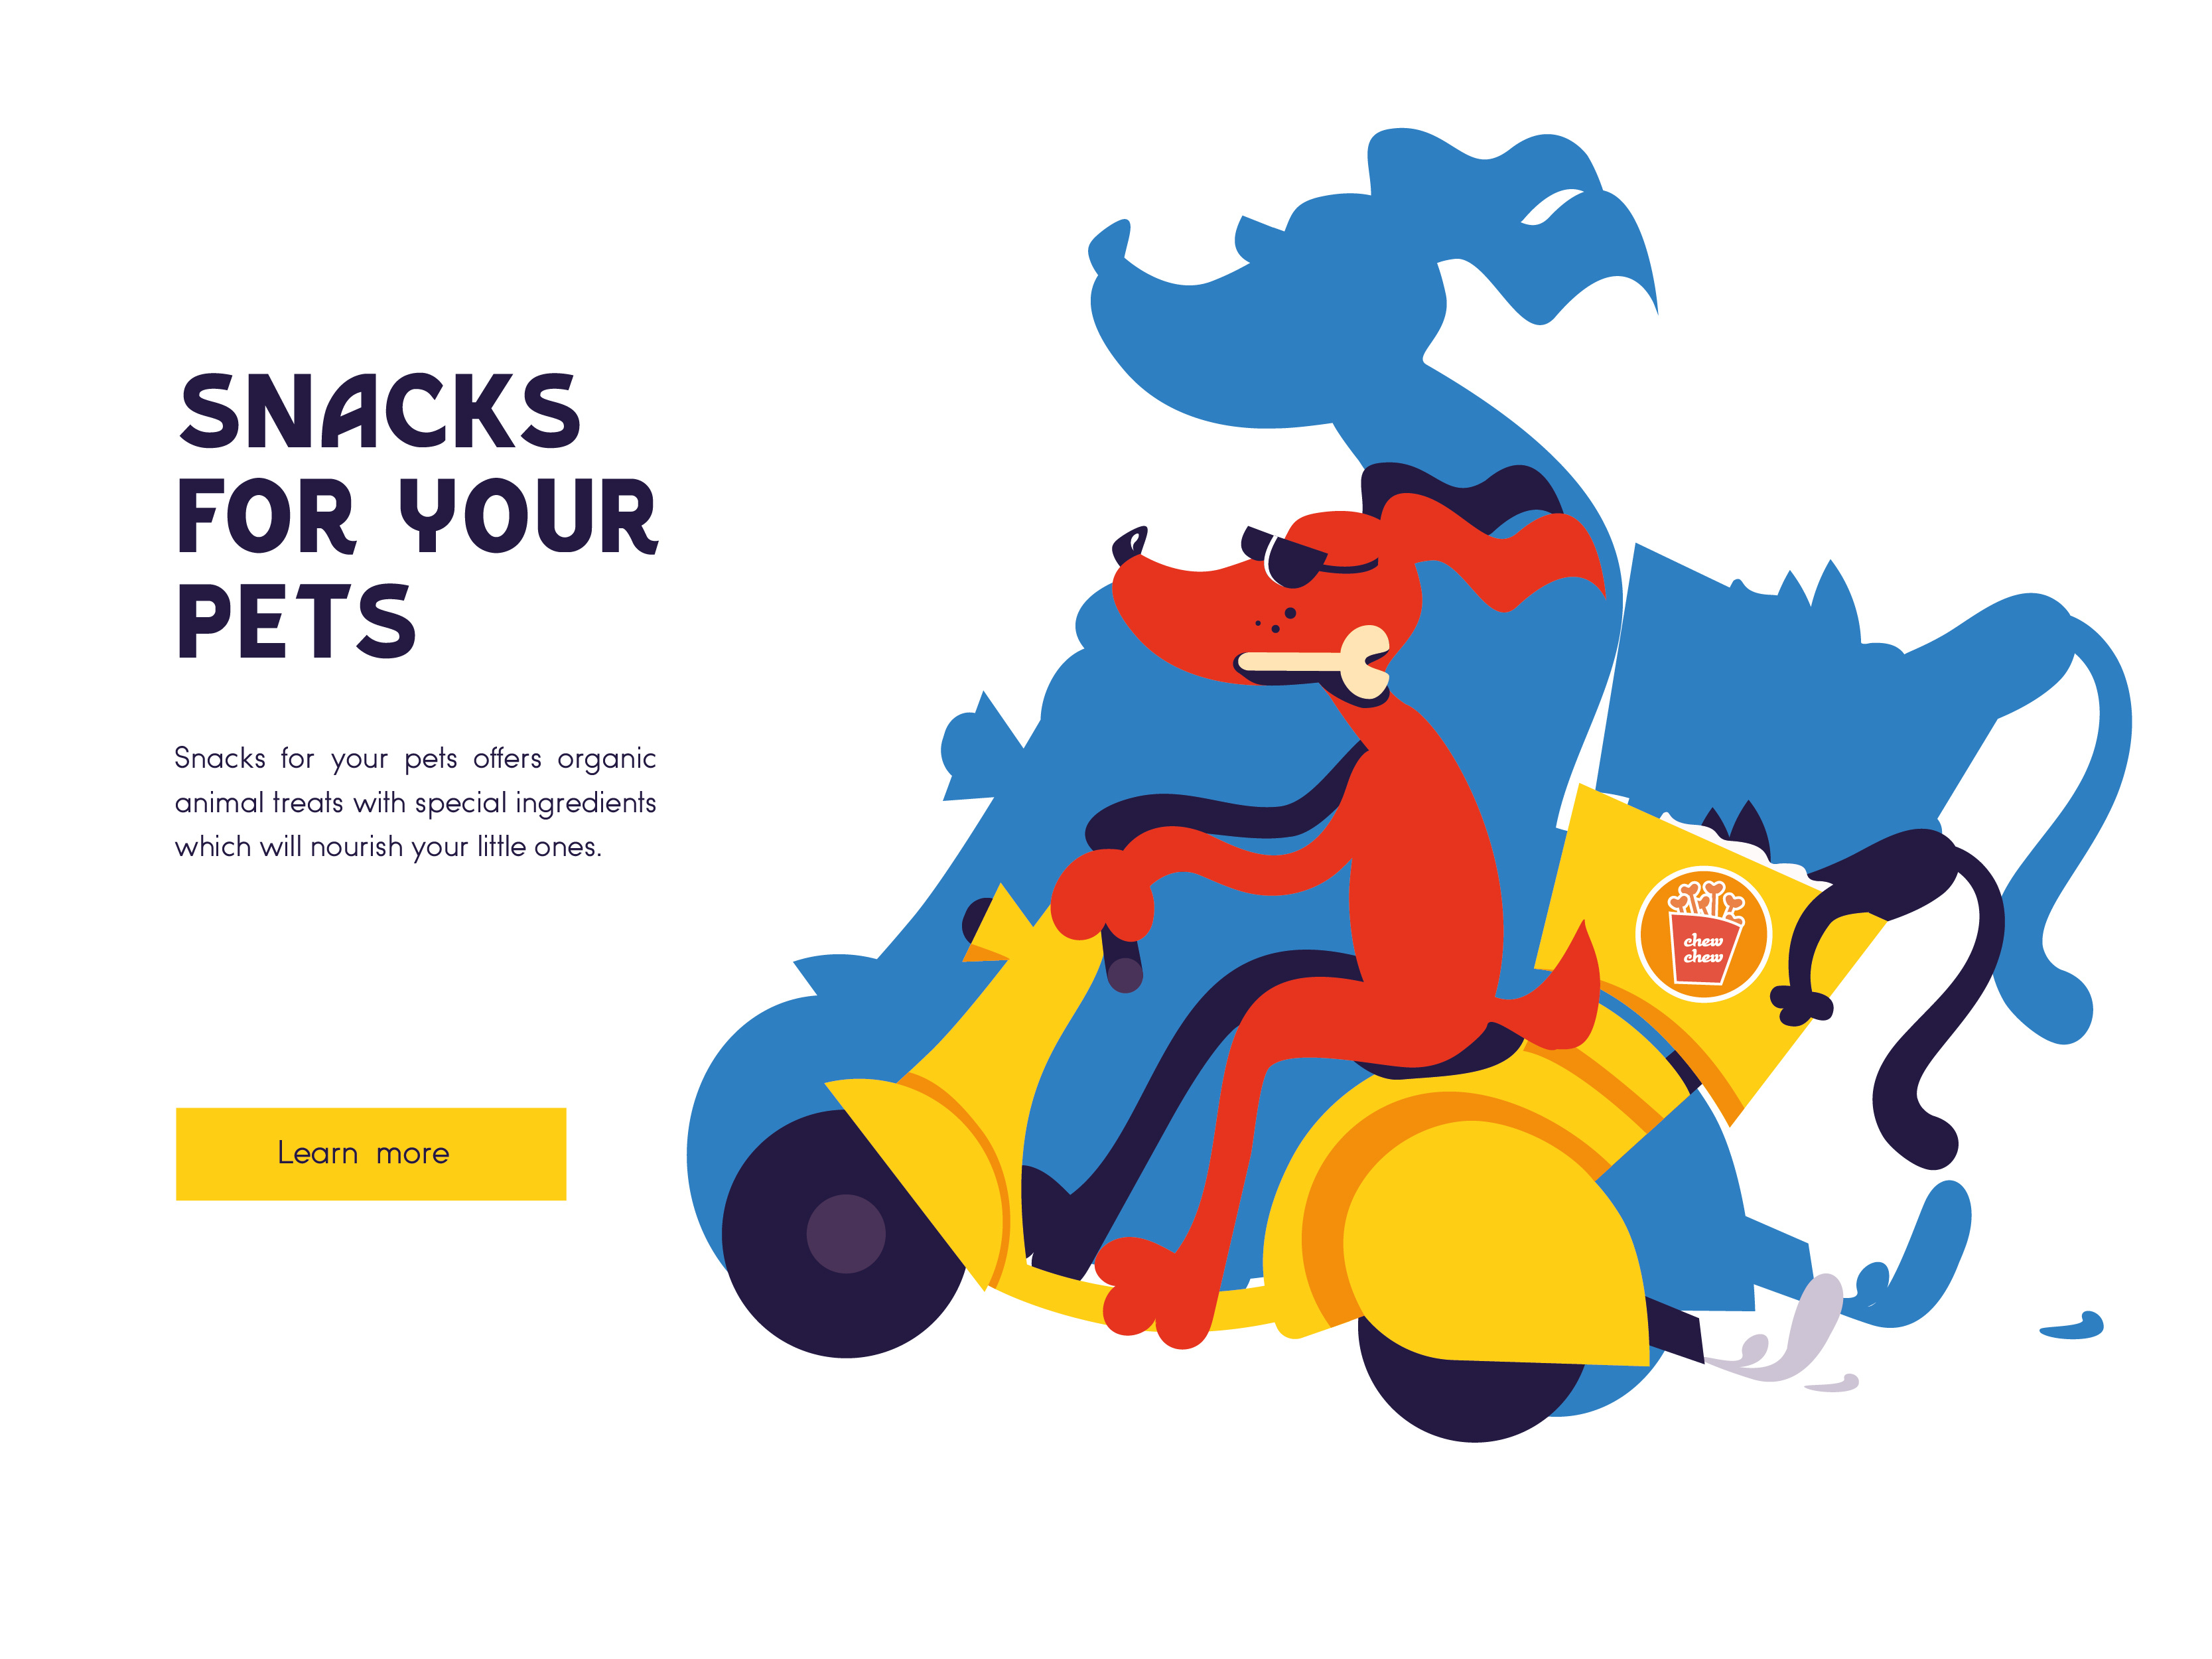 SNACKS
FOR YOUR
PETS
Snacks for your pets offers organic
animal treats with special ingredients
which will nourish your little ones.
Learn more
chew
chew